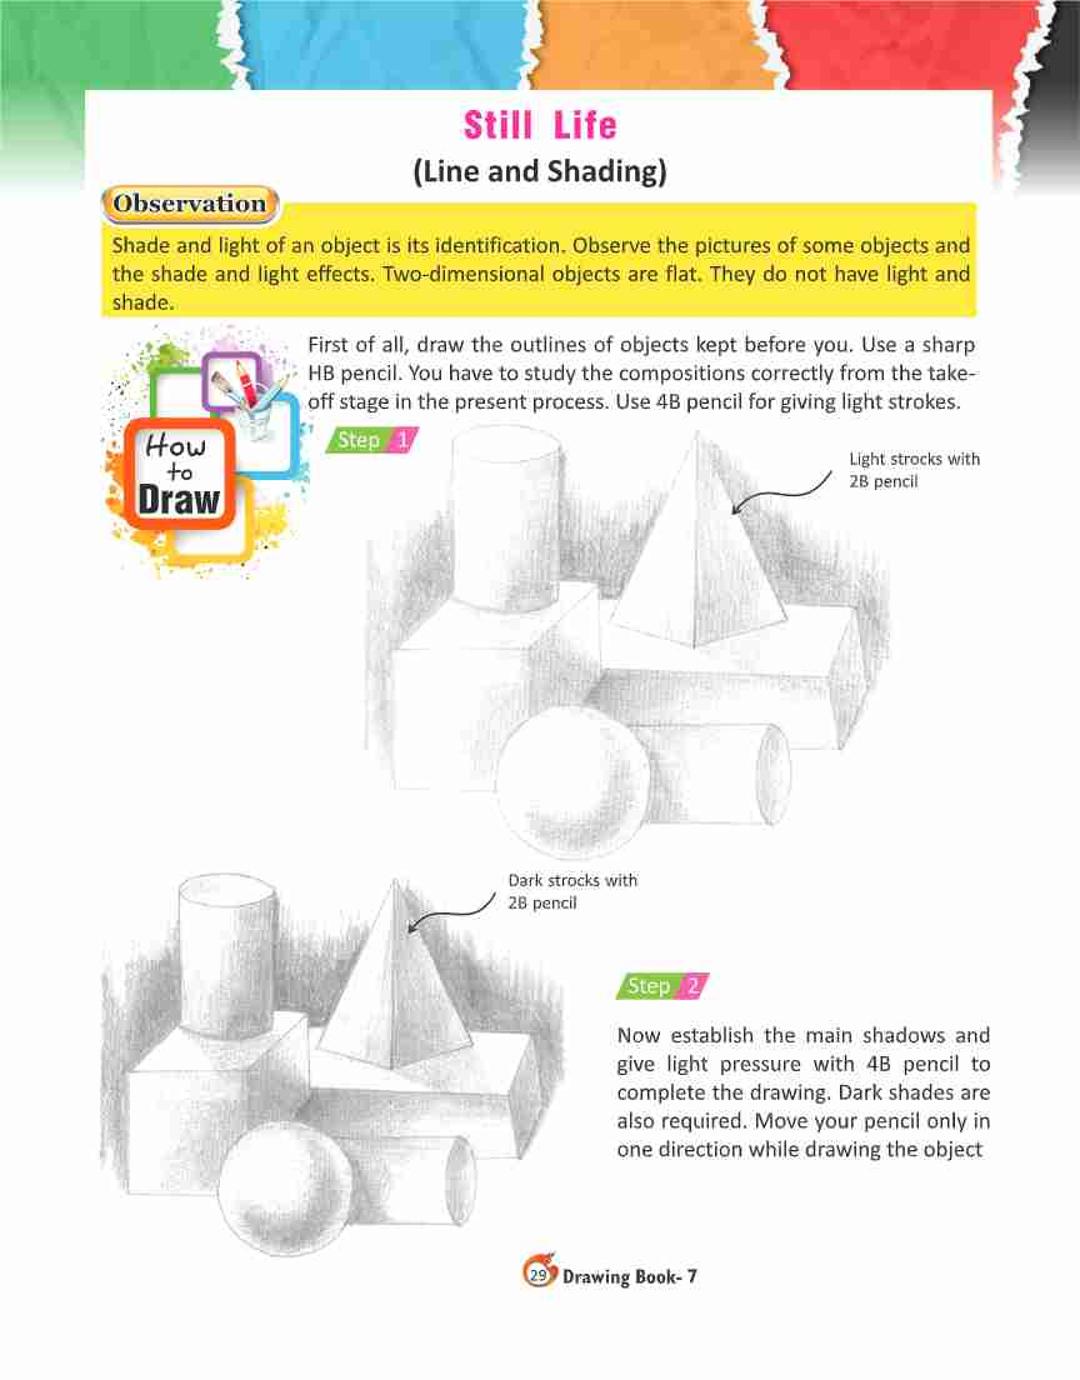 Still Life
(Line and Shading)
Observation
Shade and light of an object is its identification. Observe the pictures of some objects and
the shade and light effects. Two-dimensional objects are flat. They do not have light and
shade.
First of all, draw the outlines of objects kept before you. Use a sharp
HB pencil. You have to study the compositions correctly from the take-
off stage in the present process. Use 4B pencil for giving light strokes.
How
to
Draw
Step 1
Light strocks with
2B pencil
Dark strocks with
2B pencil
Step 2
Now establish the main shadows and
give light pressure with 4B pencil to
complete the drawing. Dark shades are
also required. Move your pencil only in
one direction while drawing the object
29 Drawing Book- 7